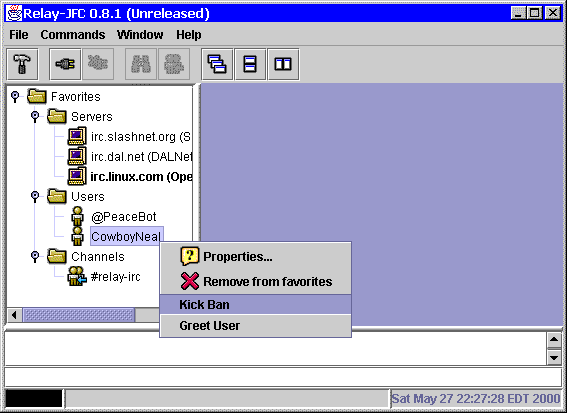 Relay-JFC 0.8.1 (Unreleased)
File Commands Window Help
Favorites
Servers
irc.slashnet.org (S
irc.dal.net (DALNet
irc.linux.com (Ope
Users
@PeaceBot
CowboyNeal
Channels
#relay-irc
Properties...
Remove from favorites
Kick Ban
Greet User
Sat May 27 22:27:28 EDT 2000